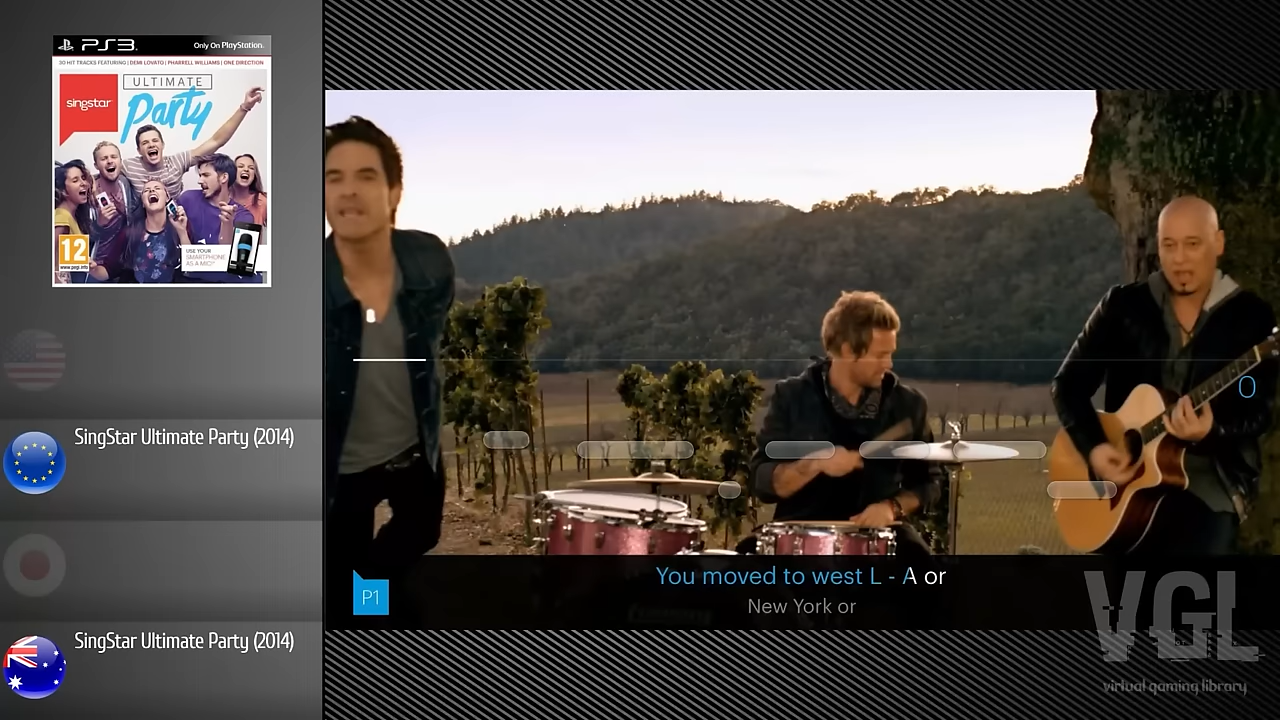 PS3
Only On PlayStation.
30 HIT TRACKS FEATURING | DEMI LOVATO | PHARRELL WILLIAMS | ONE DIRECTION
ULTIMATE
singstar
Party
12
www.pegi.info
USE YOUR
SMARTPHONE
AS A MIC!
SingStar Ultimate Party (2014)
SingStar Ultimate Party (2014)
0
P1
You moved to west L - A or
New York or
VGL
virtual gaming library